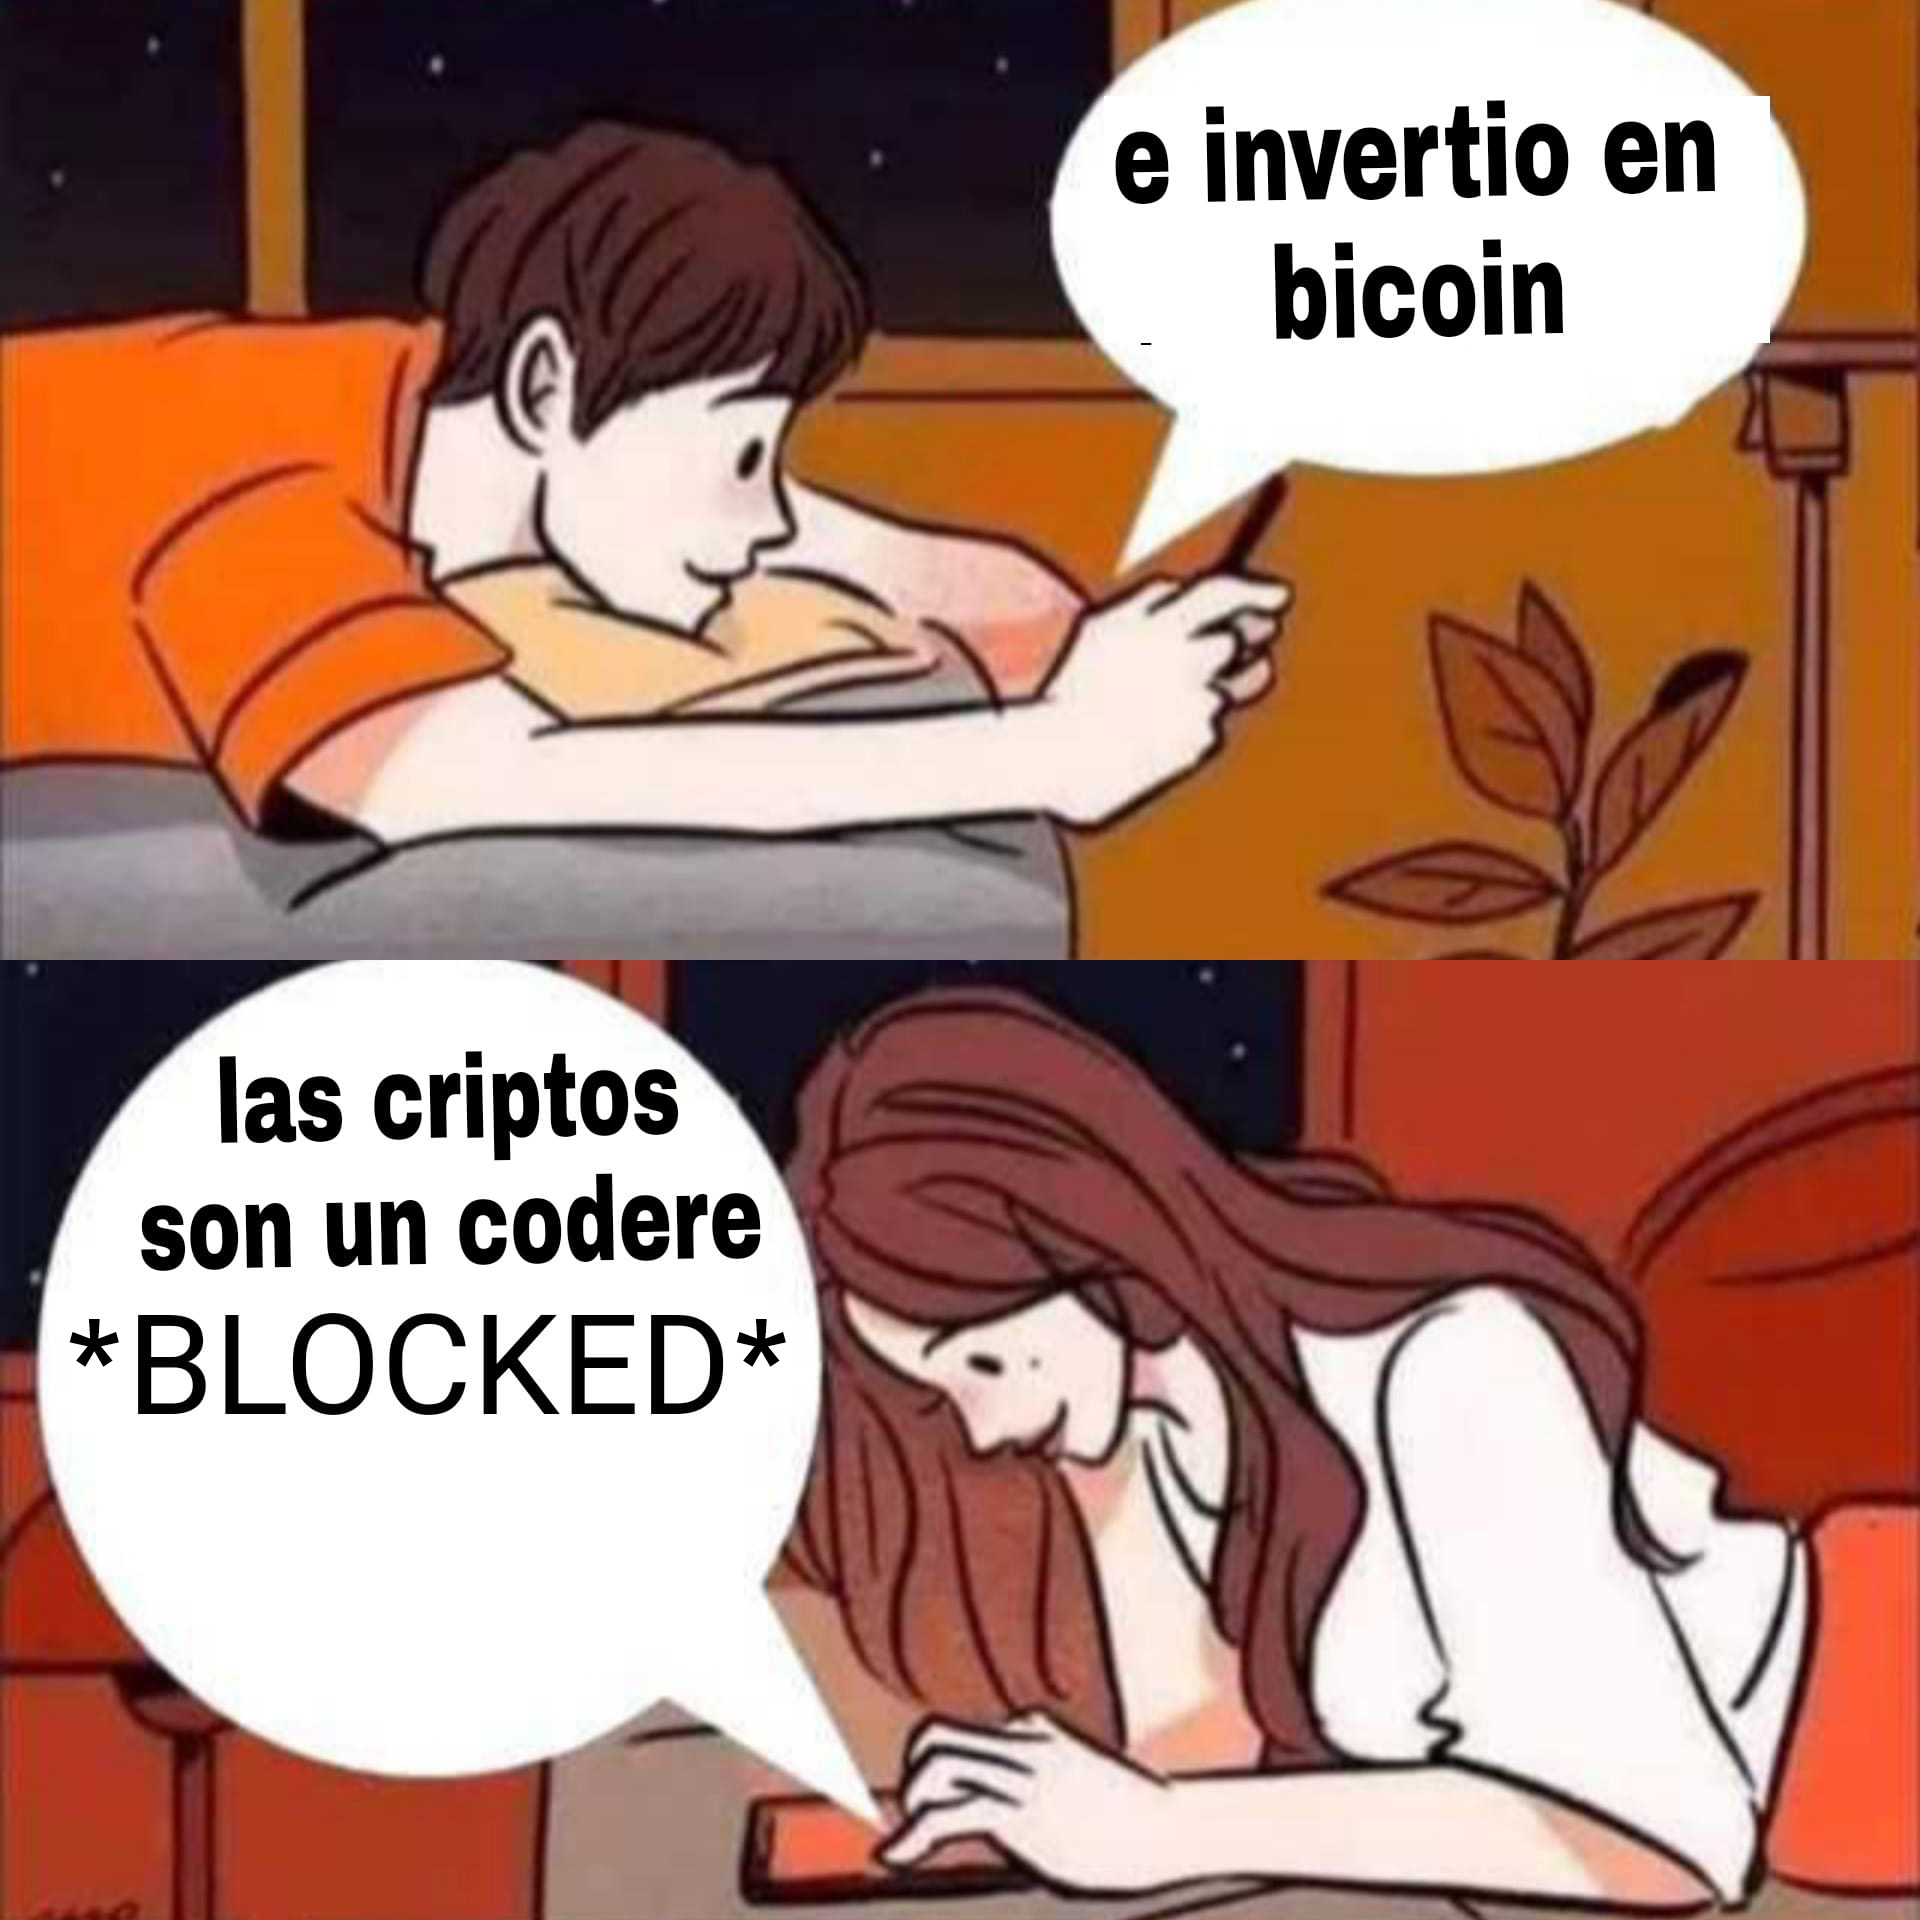 e invertio en
bicoin
las criptos
son un codere
*BLOCKED*